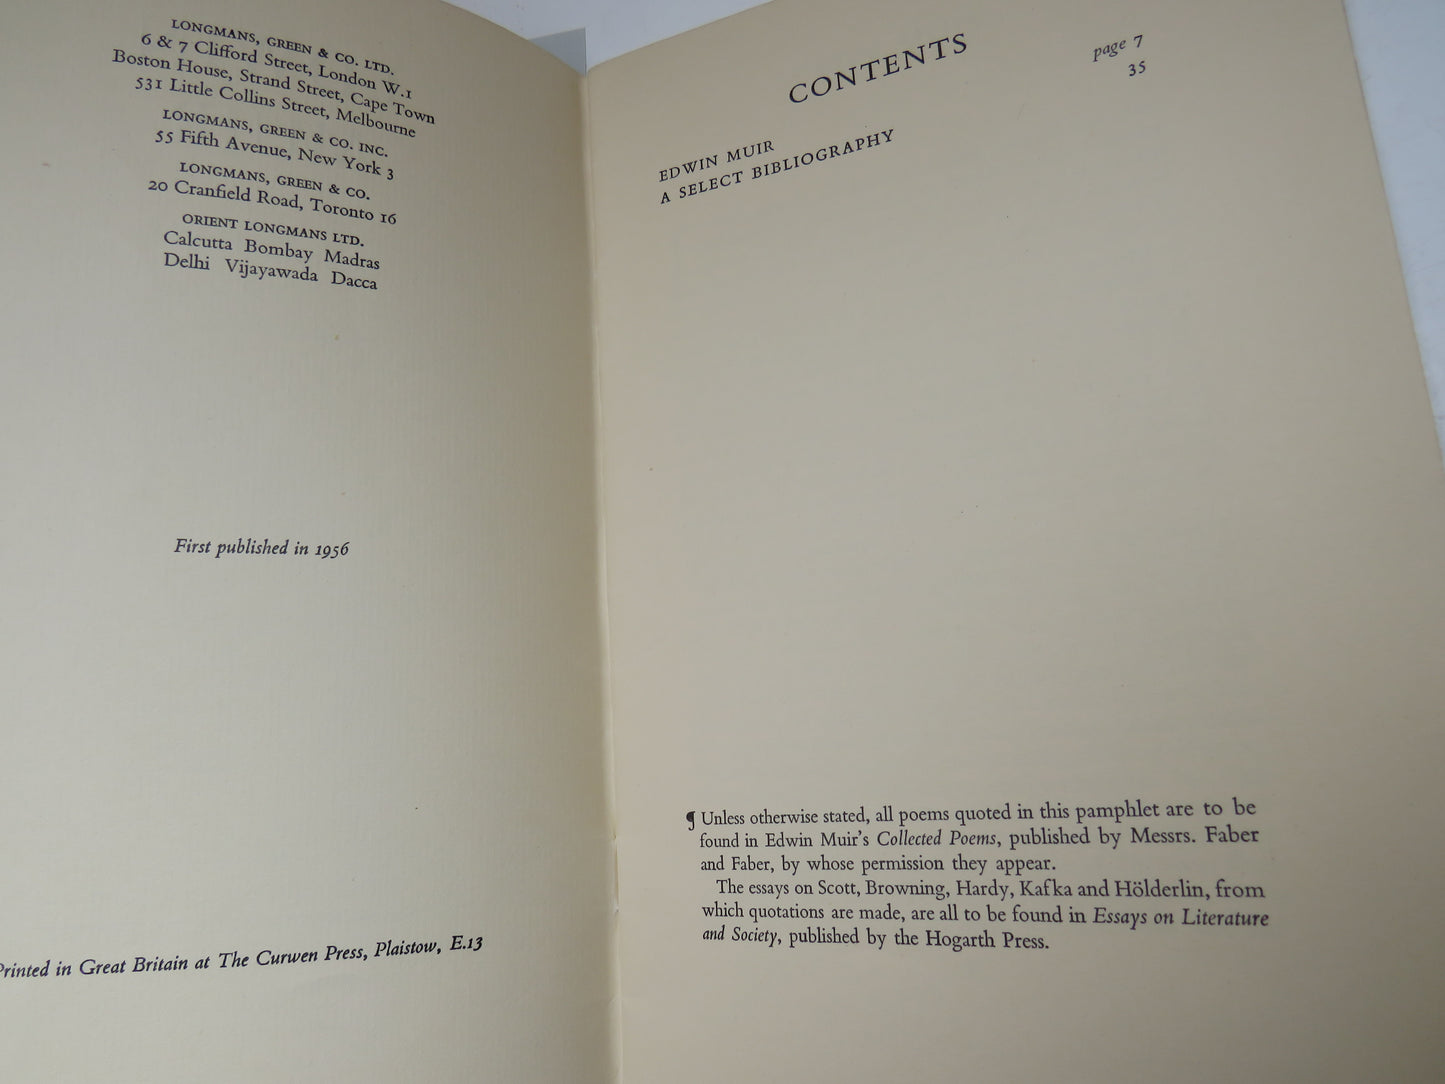 LONGMANS, GREEN & CO. LTD.
6 & 7 Clifford Street, London W.1
Boston House, Strand Street, Cape Town
531 Little Collins Street, Melbourne
LONGMANS, GREEN & CO. INC.
55 Fifth Avenue, New York 3
LONGMANS, GREEN & CO.
20 Cranfield Road, Toronto 16
ORIENT LONGMANS LTD.
Calcutta Bombay Madras
Delhi Vijayawada Dacca
First published in 1956
Printed in Great Britain at The Curwen Press, Plaistow, E.13
CONTENTS
EDWIN MUIR page 7
A SELECT BIBLIOGRAPHY 35
¶ Unless otherwise stated, all poems quoted in this pamphlet are to be
found in Edwin Muir's Collected Poems, published by Messrs. Faber
and Faber, by whose permission they appear.
The essays on Scott, Browning, Hardy, Kafka and Hölderlin, from
which quotations are made, are all to be found in Essays on Literature
and Society, published by the Hogarth Press.